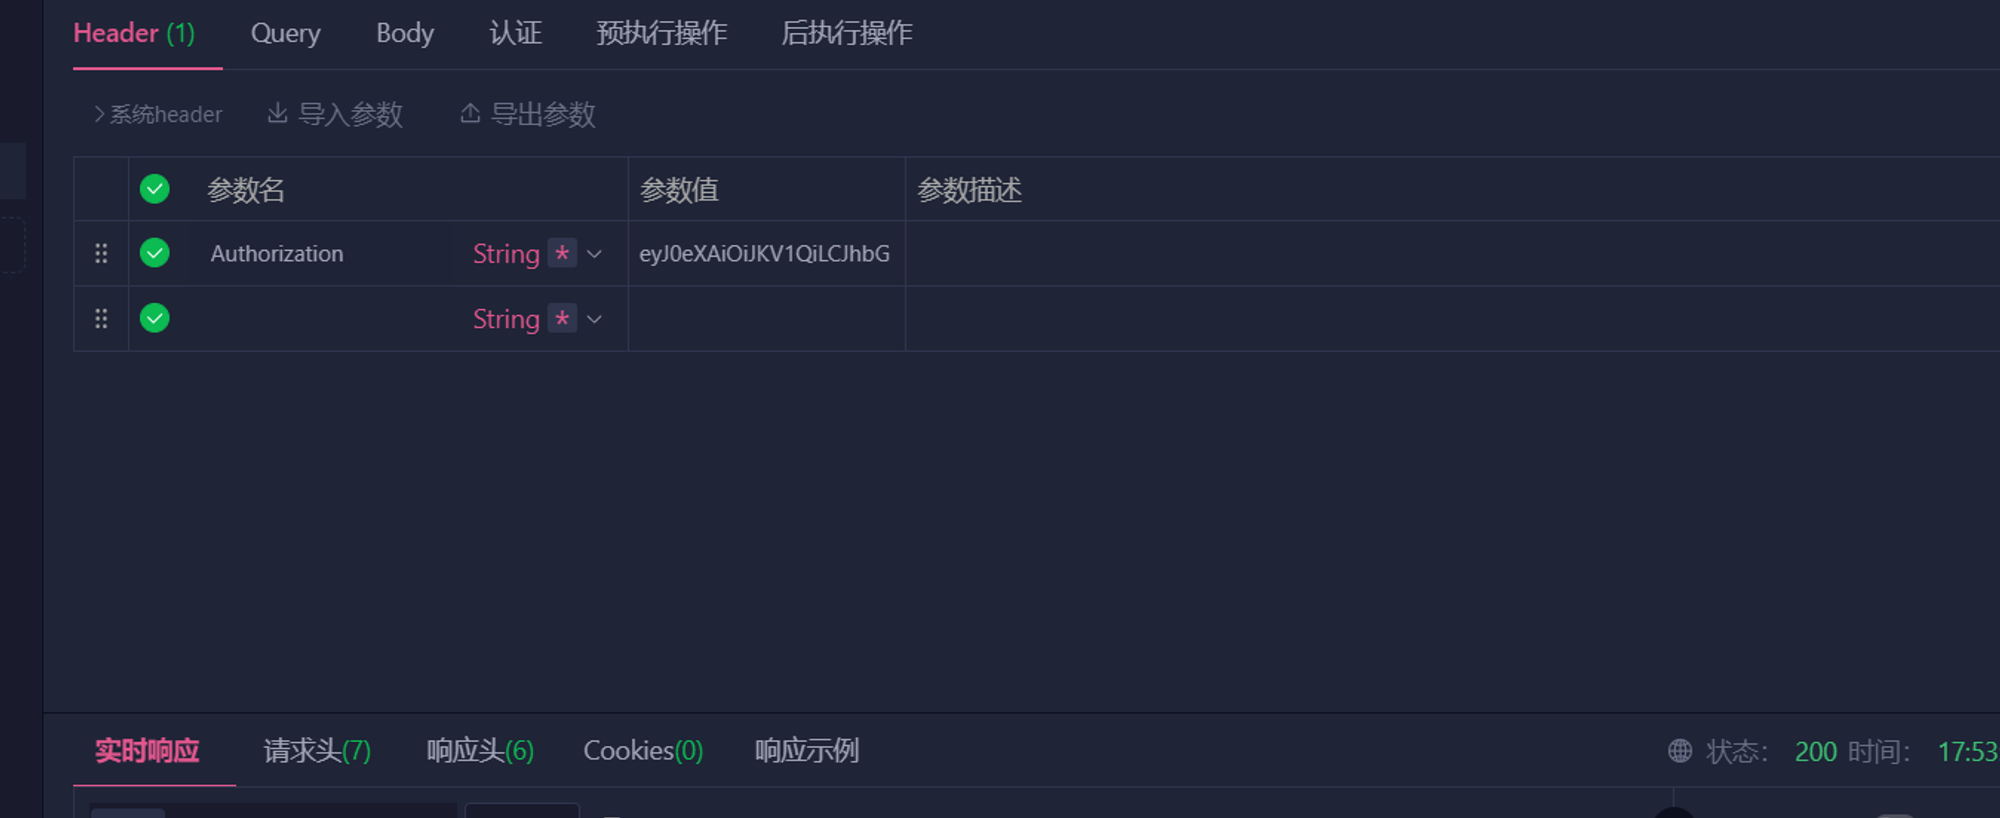 Header (1) Query Body 认证 预执行操作 后执行操作
系统header 导入参数 导出参数
参数名 参数值 参数描述
Authorization String * eyJ0eXAiOiJKV1QiLCJhbG
String *
实时响应 请求头(7) 响应头(6) Cookies(0) 响应示例 状态： 200 时间： 17:53